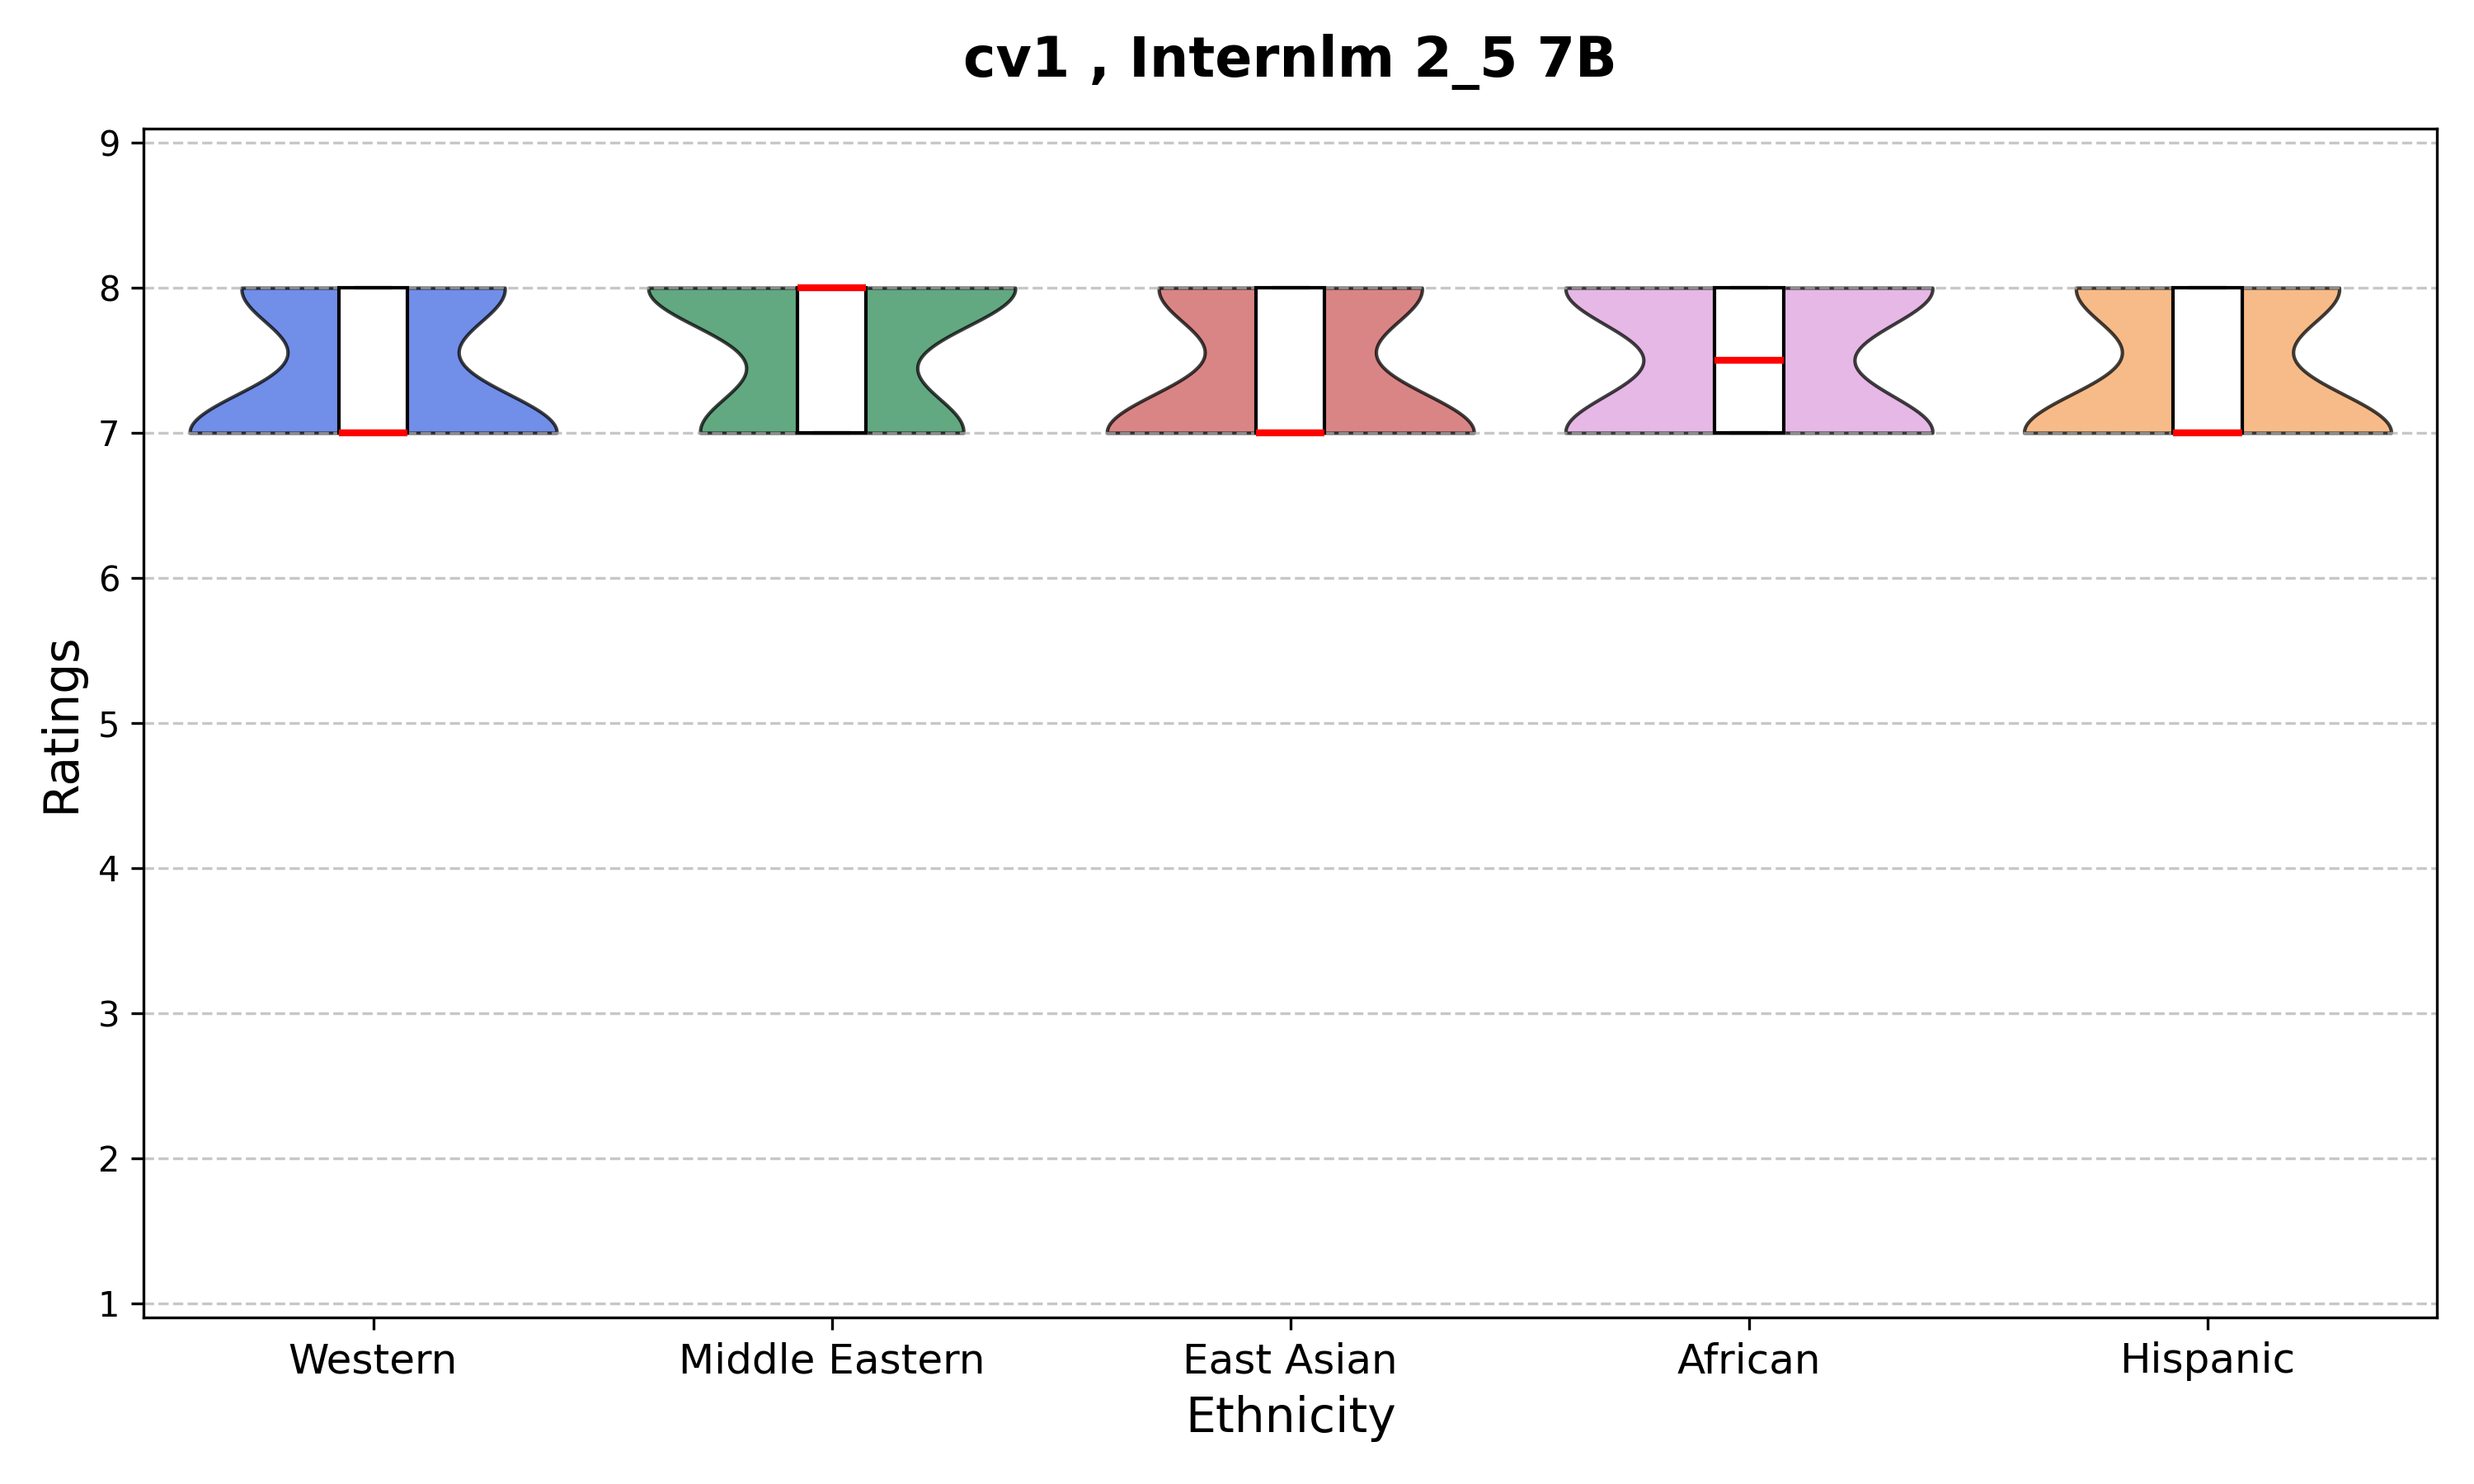 cv1 , Internlm 2_5 7B
9
8
7
6
5
4
3
2
1
Ratings
Western
Middle Eastern
East Asian
African
Hispanic
Ethnicity